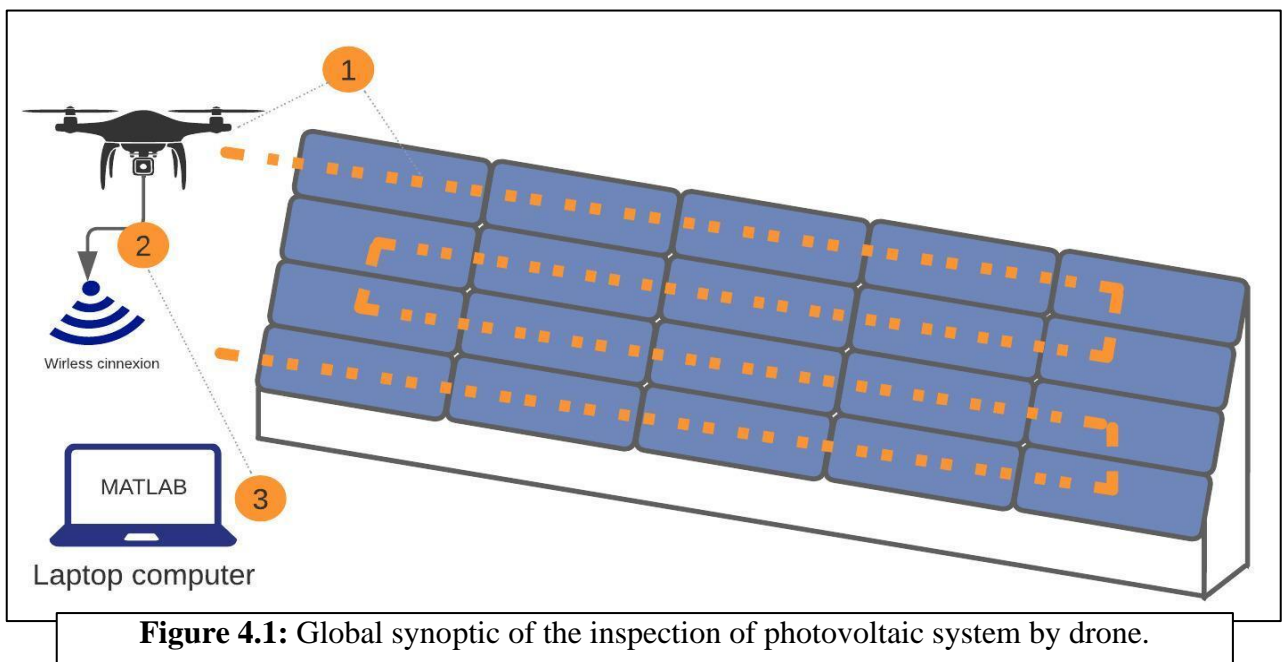 1
2
Wirless cinnexion
MATLAB
3
Laptop computer
Figure 4.1: Global synoptic of the inspection of photovoltaic system by drone.